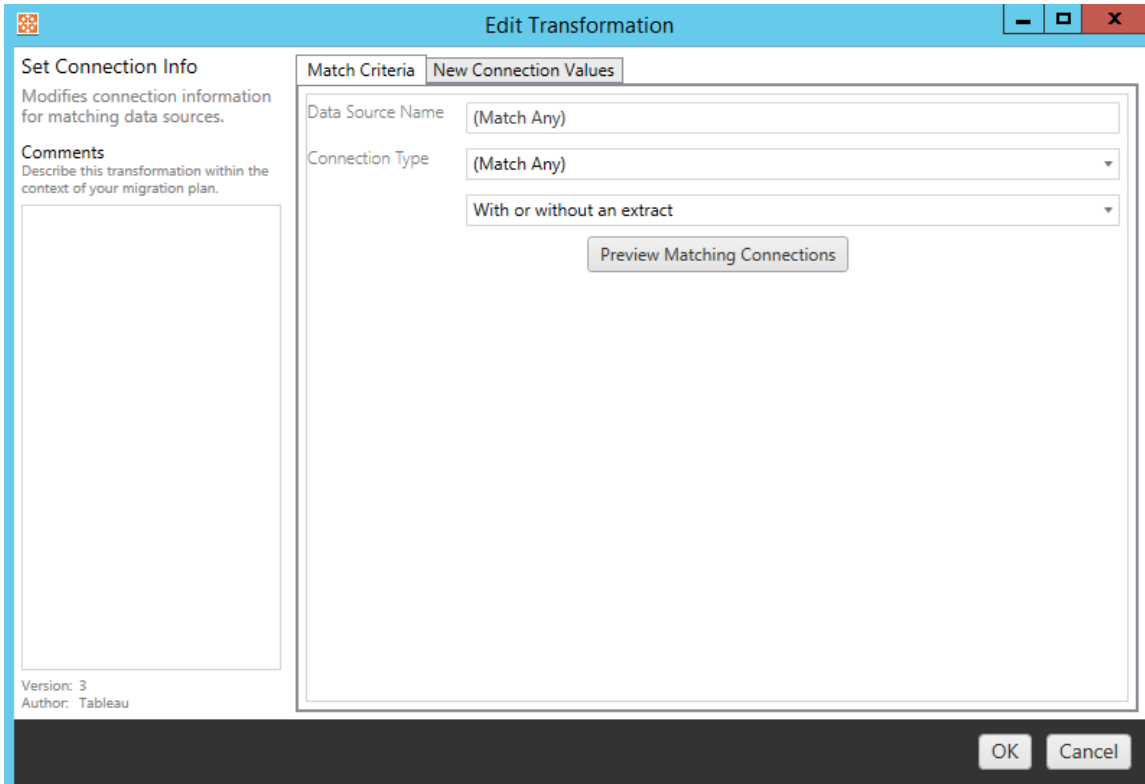 Edit Transformation
Set Connection Info
Modifies connection information
for matching data sources.
Comments
Describe this transformation within the
context of your migration plan.
Version: 3
Author: Tableau
Match Criteria
New Connection Values
Data Source Name
(Match Any)
Connection Type
(Match Any)
With or without an extract
Preview Matching Connections
OK
Cancel